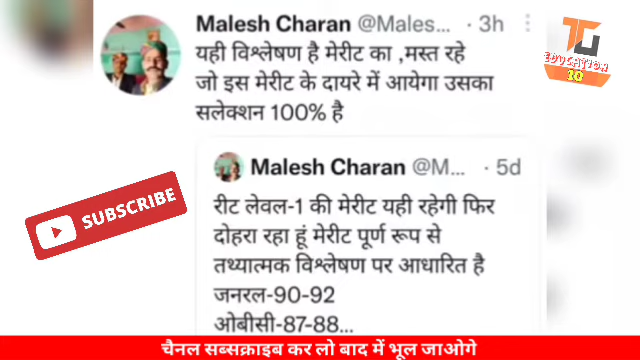 Malesh Charan @Males... · 3h
यही विश्लेषण है मेरीट का ,मस्त रहे
जो इस मेरीट के दायरे में आयेगा उसका
सलेक्शन 100% है
TG
EDUCATION
10
Malesh Charan @M... · 5d
रीट लेवल-1 की मेरीट यही रहेगी फिर
दोहरा रहा हूं मेरीट पूर्ण रूप से
तथ्यात्मक विश्लेषण पर आधारित है
जनरल-90-92
ओबीसी-87-88...
SUBSCRIBE
चैनल सब्सक्राइब कर लो बाद में भूल जाओगे